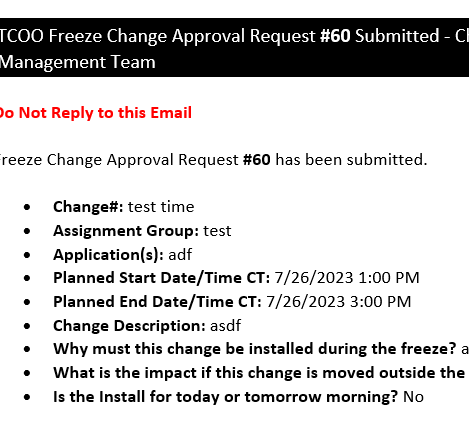 TCOO Freeze Change Approval Request #60 Submitted -
Management Team
Do Not Reply to this Email
Freeze Change Approval Request #60 has been submitted.
• Change#: test time
• Assignment Group: test
• Application(s): adf
• Planned Start Date/Time CT: 7/26/2023 1:00 PM
• Planned End Date/Time CT: 7/26/2023 3:00 PM
• Change Description: asdf
• Why must this change be installed during the freeze? a
• What is the impact if this change is moved outside the
• Is the Install for today or tomorrow morning? No